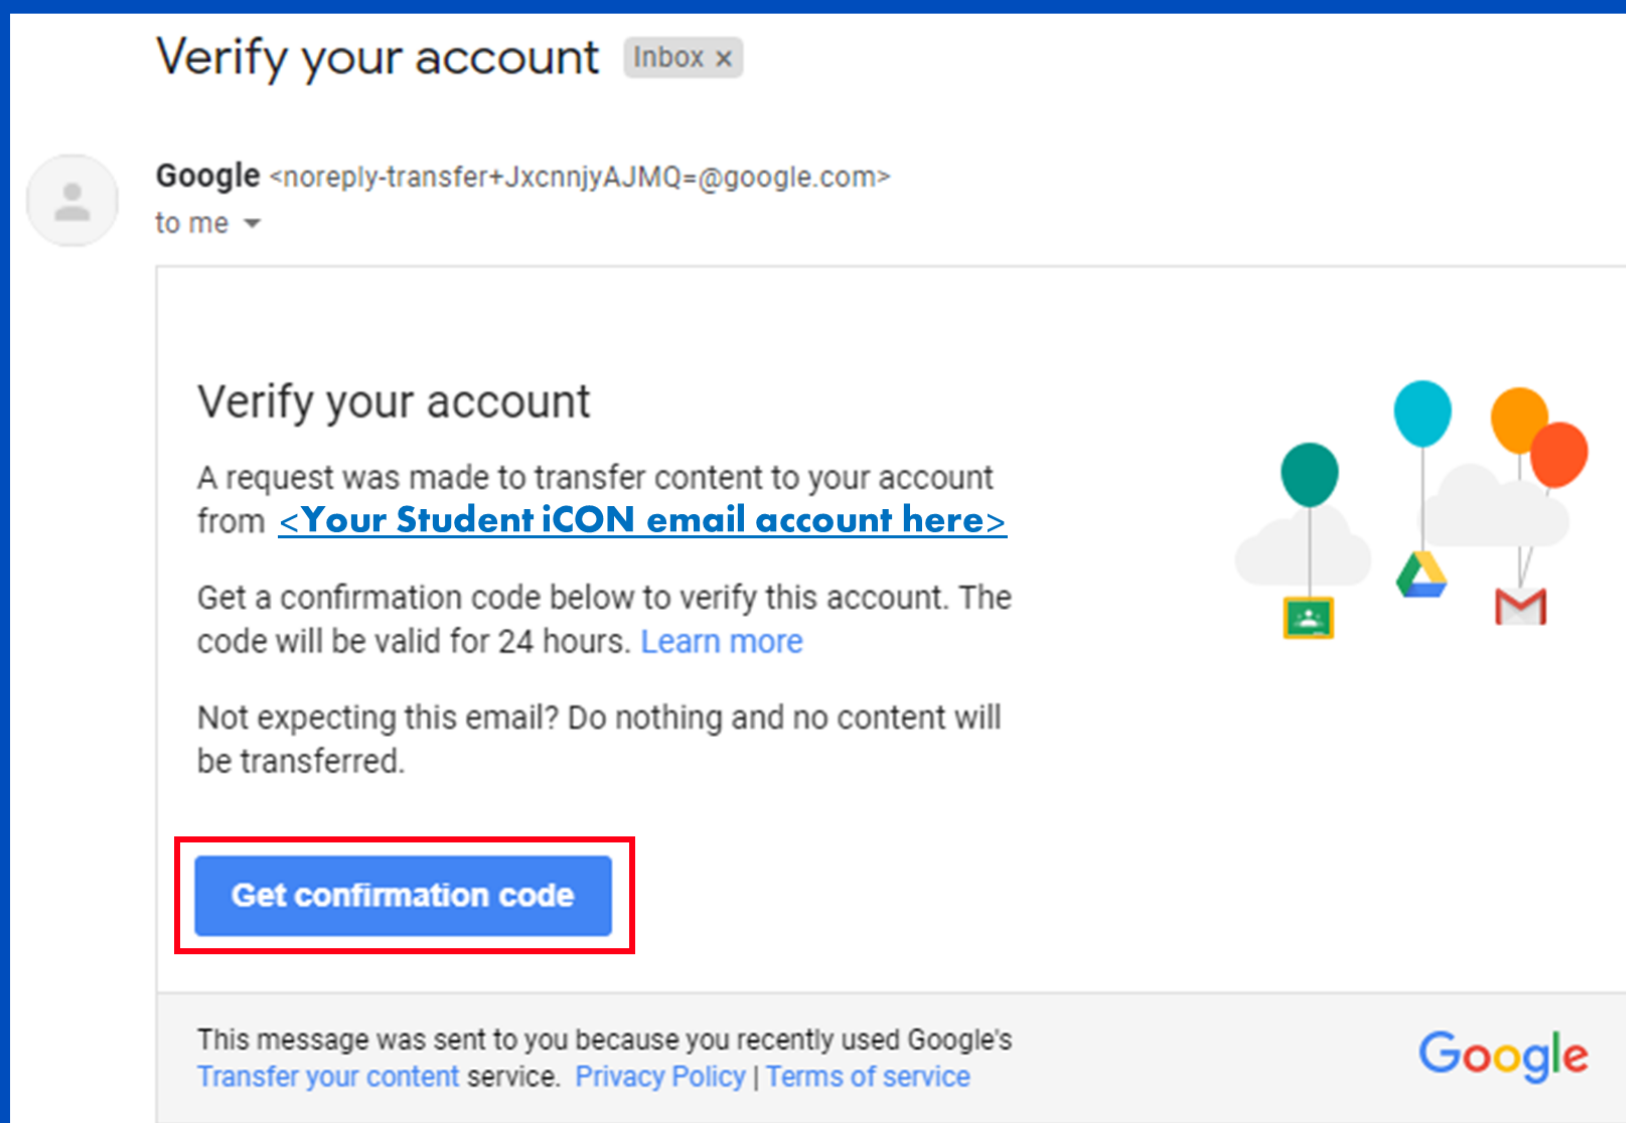 Verify your account Inbox x
Google <noreply-transfer+JxcnnjyAJMQ=@google.com>
to me
Verify your account
A request was made to transfer content to your account
from <Your Student iCON email account here>
Get a confirmation code below to verify this account. The
code will be valid for 24 hours. Learn more
Not expecting this email? Do nothing and no content will
be transferred.
Get confirmation code
This message was sent to you because you recently used Google's
Transfer your content service. Privacy Policy | Terms of service
Google